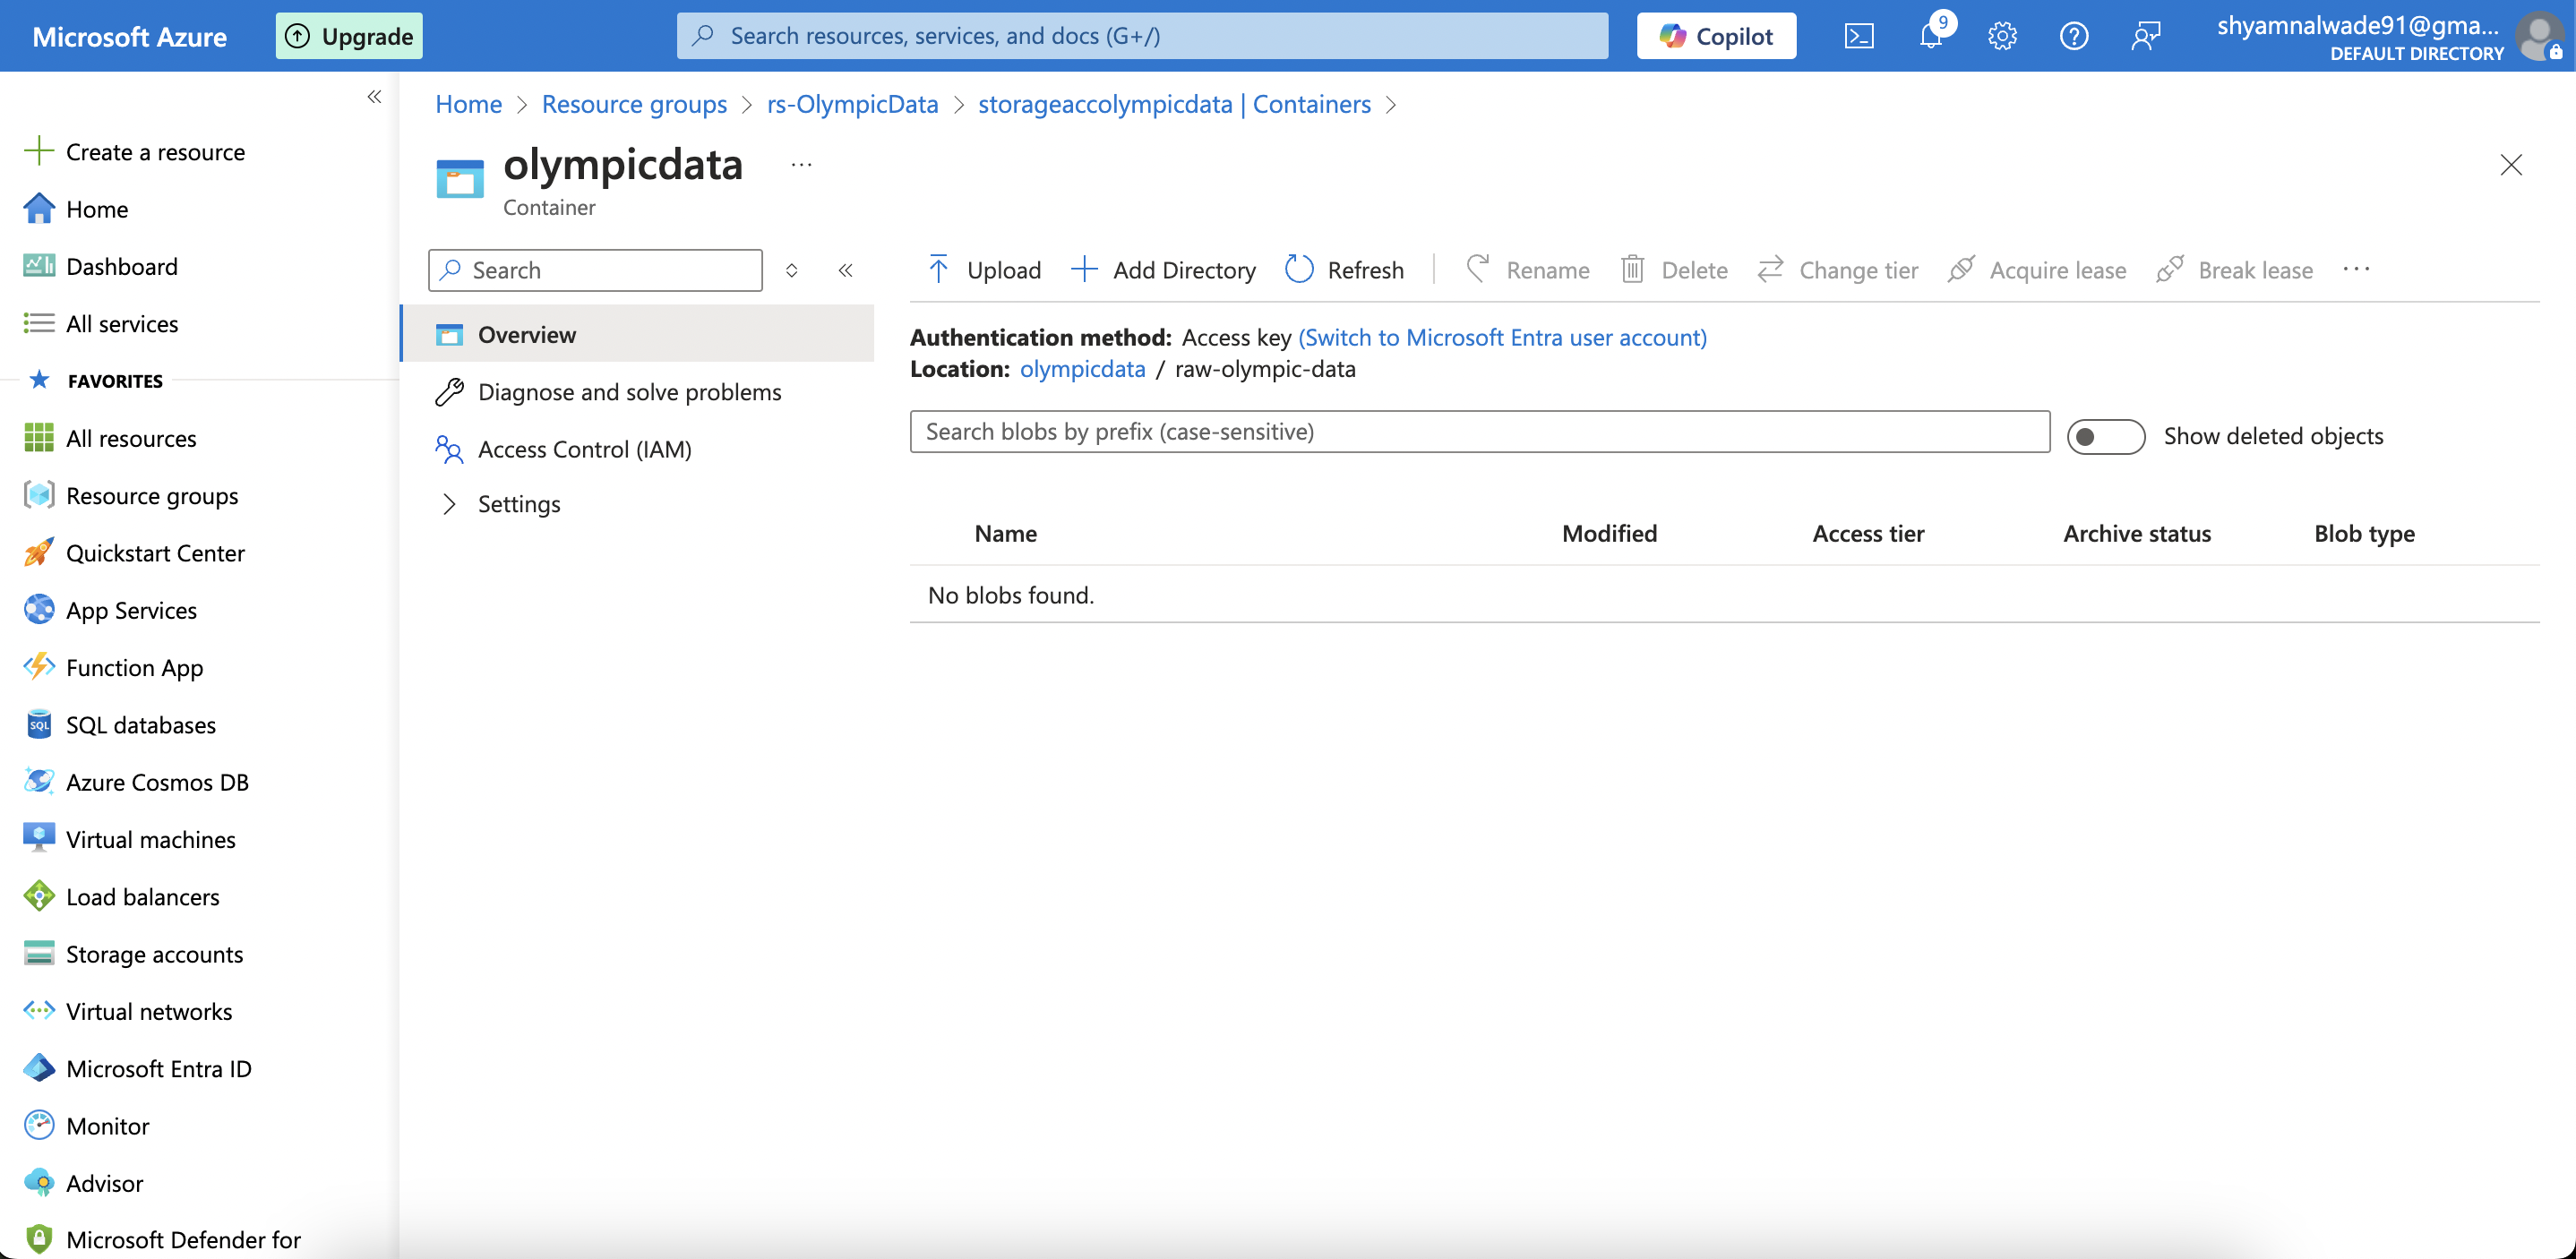 Microsoft Azure
Upgrade
Search resources, services, and docs (G+/)
Copilot
9
shyamnalwade91@gma...
DEFAULT DIRECTORY
Create a resource
Home
Dashboard
All services
FAVORITES
All resources
Resource groups
Quickstart Center
App Services
Function App
SQL
SQL databases
Azure Cosmos DB
Virtual machines
Load balancers
Storage accounts
Virtual networks
Microsoft Entra ID
Monitor
Advisor
Microsoft Defender for
Home > Resource groups > rs-OlympicData > storageaccolympicdata | Containers >
olympicdata ...
Container
Search
Overview
Diagnose and solve problems
Access Control (IAM)
Settings
Upload Add Directory Refresh Rename Delete Change tier Acquire lease Break lease ...
Authentication method: Access key (Switch to Microsoft Entra user account)
Location: olympicdata / raw-olympic-data
Search blobs by prefix (case-sensitive)
Show deleted objects
Name Modified Access tier Archive status Blob type
No blobs found.